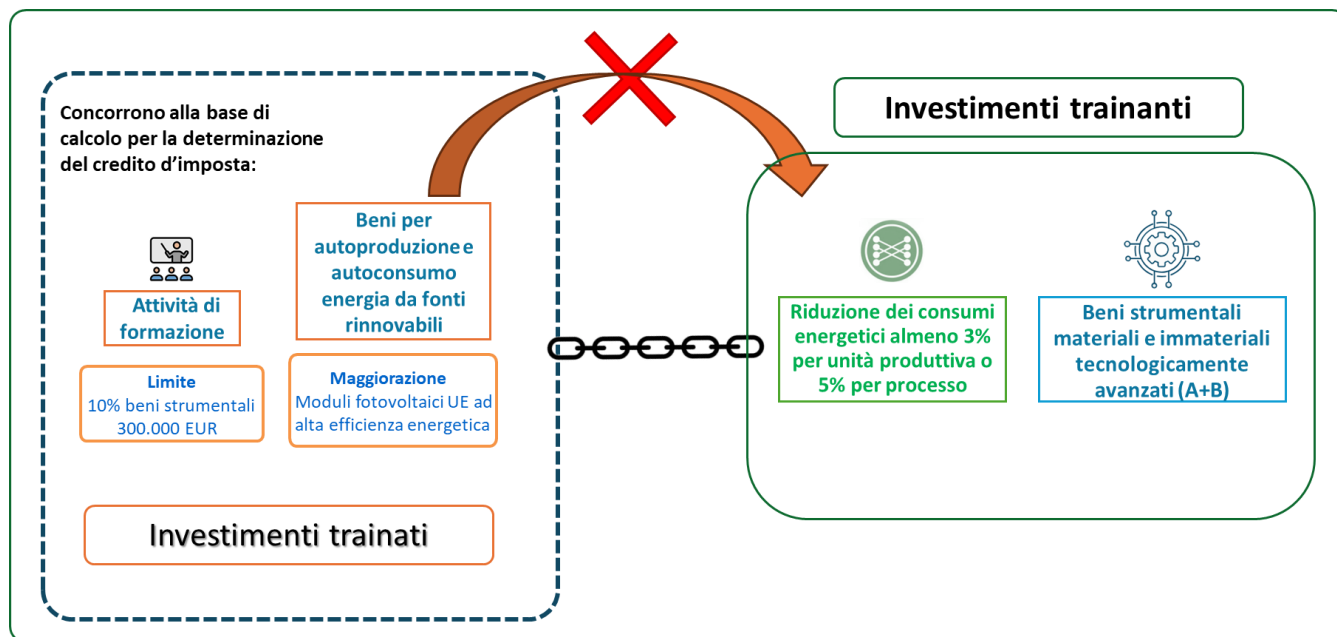 Concorrono alla base di
calcolo per la determinazione
del credito d'imposta:
Attività di
formazione
Limite
10% beni strumentali
300.000 EUR
Beni per
autoproduzione e
autoconsumo
energia da fonti
rinnovabili
Maggiorazione
Moduli fotovoltaici UE ad
alta efficienza energetica
Investimenti trainati
Investimenti trainanti
Riduzione dei consumi
energetici almeno 3%
per unità produttiva o
5% per processo
Beni strumentali
materiali e immateriali
tecnologicamente
avanzati (A+B)